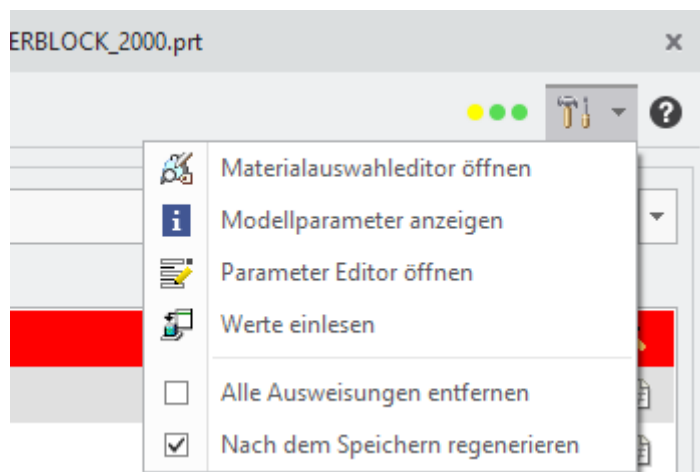 ERBLOCK_2000.prt
Materialauswahleditor öffnen
Modellparameter anzeigen
Parameter Editor öffnen
Werte einlesen
Alle Ausweisungen entfernen
Nach dem Speichern regenerieren